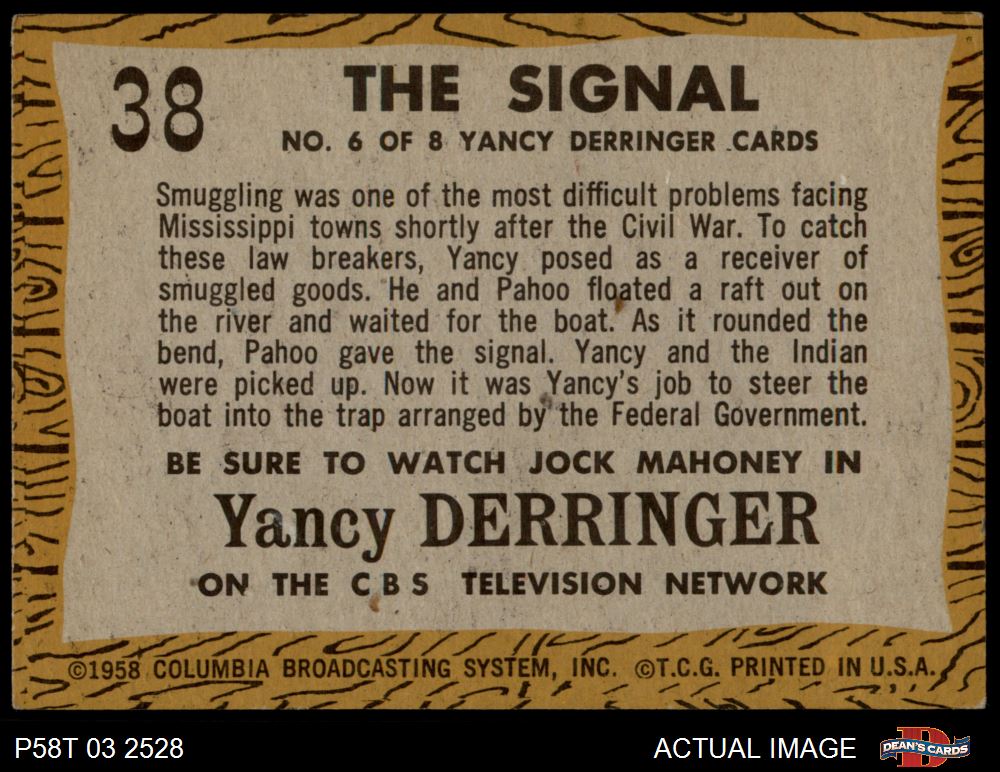 38
THE SIGNAL
NO. 6 OF 8 YANCY DERRINGER CARDS
Smuggling was one of the most difficult problems facing
Mississippi towns shortly after the Civil War. To catch
these law breakers, Yancy posed as a receiver of
smuggled goods. He and Pahoo floated a raft out on
the river and waited for the boat. As it rounded the
bend, Pahoo gave the signal. Yancy and the Indian
were picked up. Now it was Yancy's job to steer the
boat into the trap arranged by the Federal Government.
BE SURE TO WATCH JOCK MAHONEY IN
Yancy DERRINGER
ON THE CBS TELEVISION NETWORK
©1958 COLUMBIA BROADCASTING SYSTEM, INC. ©T.C.G. PRINTED IN U.S.A.
P58T 03 2528
ACTUAL IMAGE
D
DEAN'S CARDS